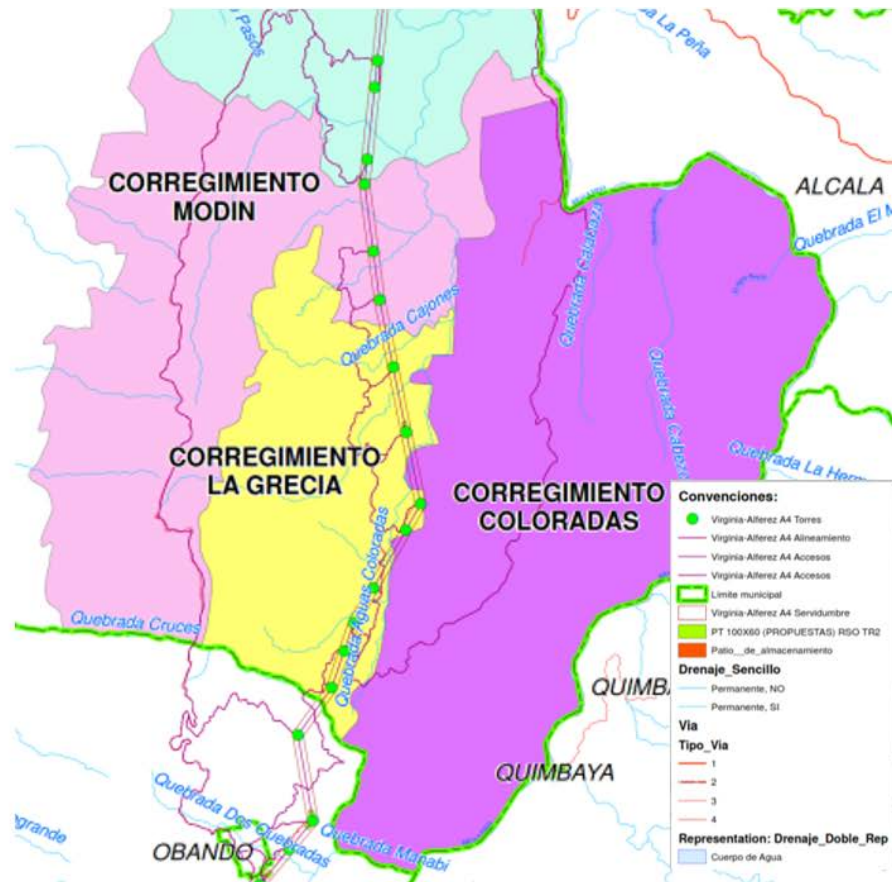 Pasos
La Peña
CORREGIMIENTO
MODIN
ALCALA
Quebrada El
Quebrada Calabaza
Quebrada Cajones
Quebrada
Quebrada La
CORREGIMIENTO
LA GRECIA
CORREGIMIENTO
COLORADAS
Quebrada Aguas Coloradas
Quebrada Cruces
QUIMBA
QUIMBAYA
Quebrada Dos Quebradas
Quebrada Manabi
OBANDO
Convenciones:
Virginia-Alferez A4 Torres
Virginia-Alferez A4 Alineamiento
Virginia-Alferez A4 Accesos
Virginia-Alferez A4 Accesos
Limite municipal
Virginia-Alferez A4 Servidumbre
PT 100X60 (PROPUESTAS) RSO TR2
Patio__de_almacenamiento
Drenaje_Sencillo
Permanente, NO
Permanente, SI
Via
Tipo_Via
1
2
3
4
Representation: Drenaje_Doble_Rep
Cuerpo de Agua